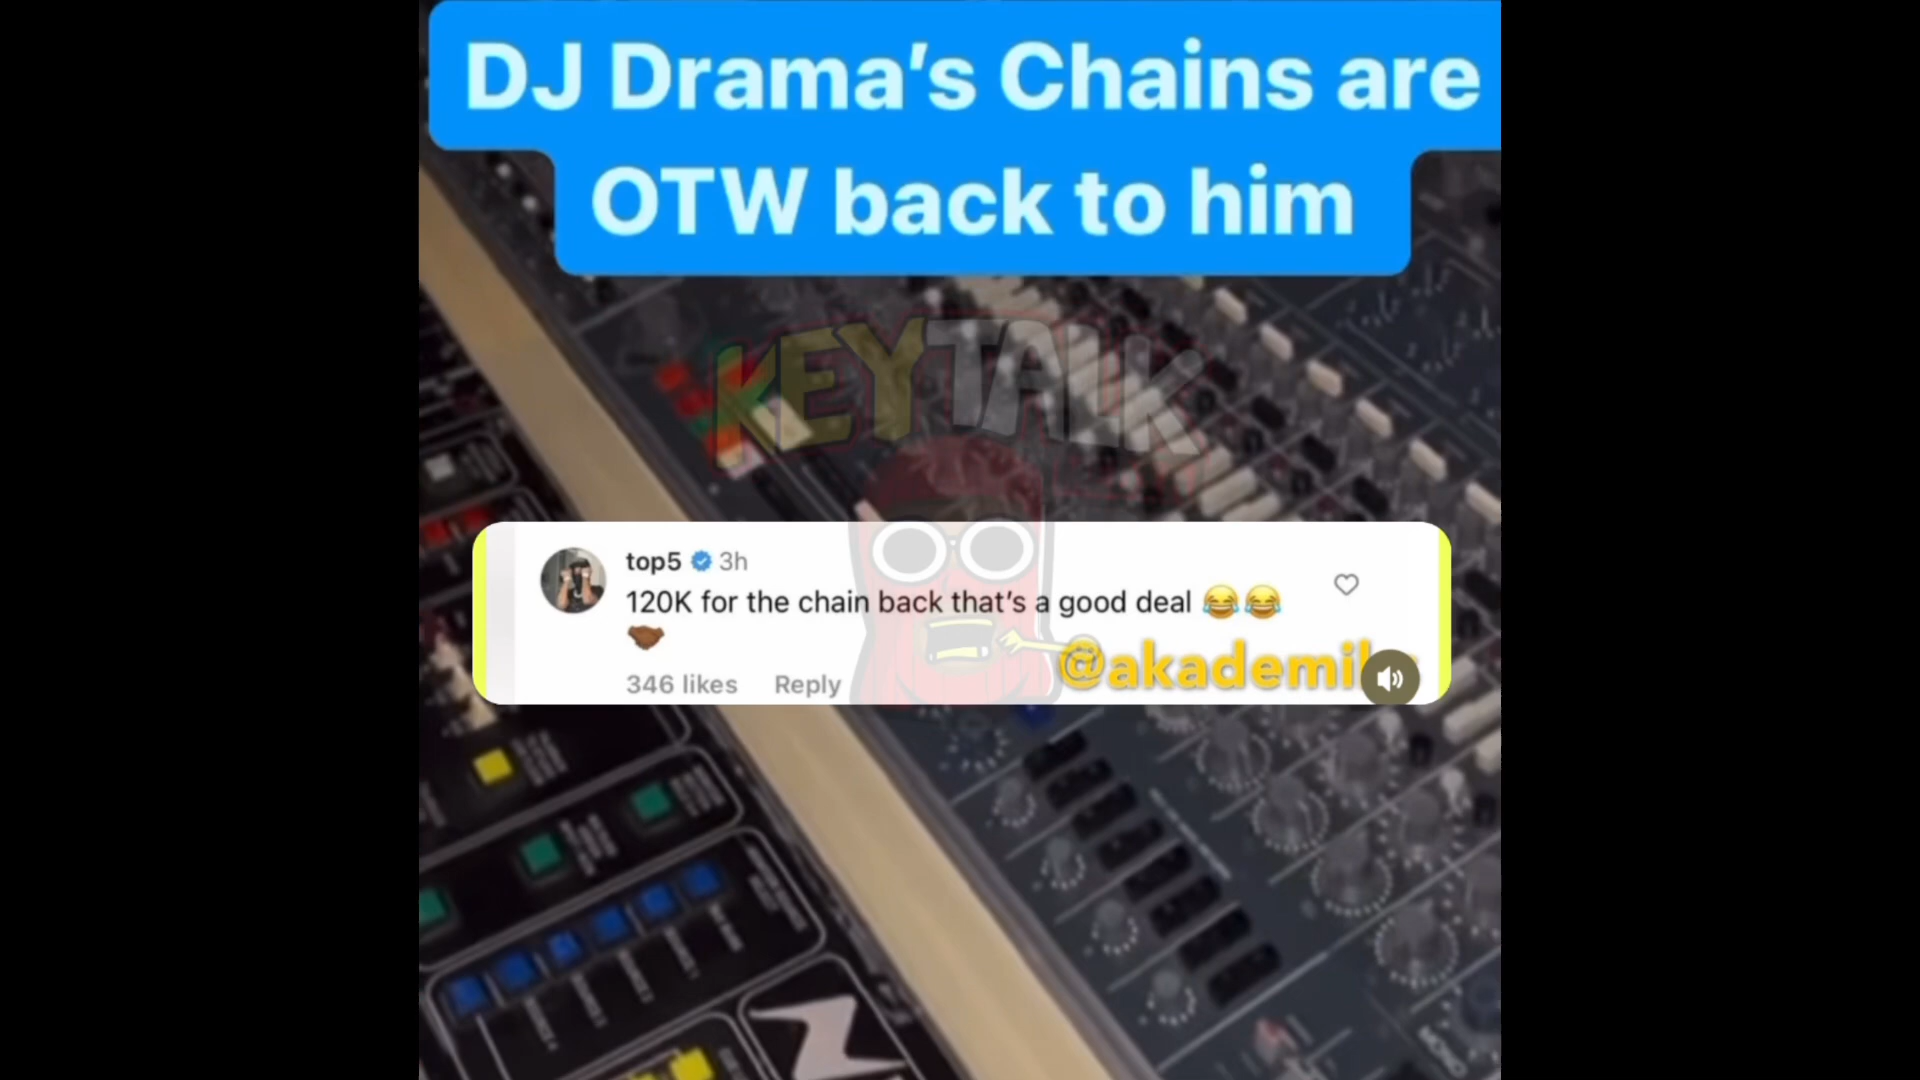 DJ Drama’s Chains are
OTW back to him
KEYTALK
top5 3h
120K for the chain back that’s a good deal 😂😂
🤝🏾
346 likes Reply